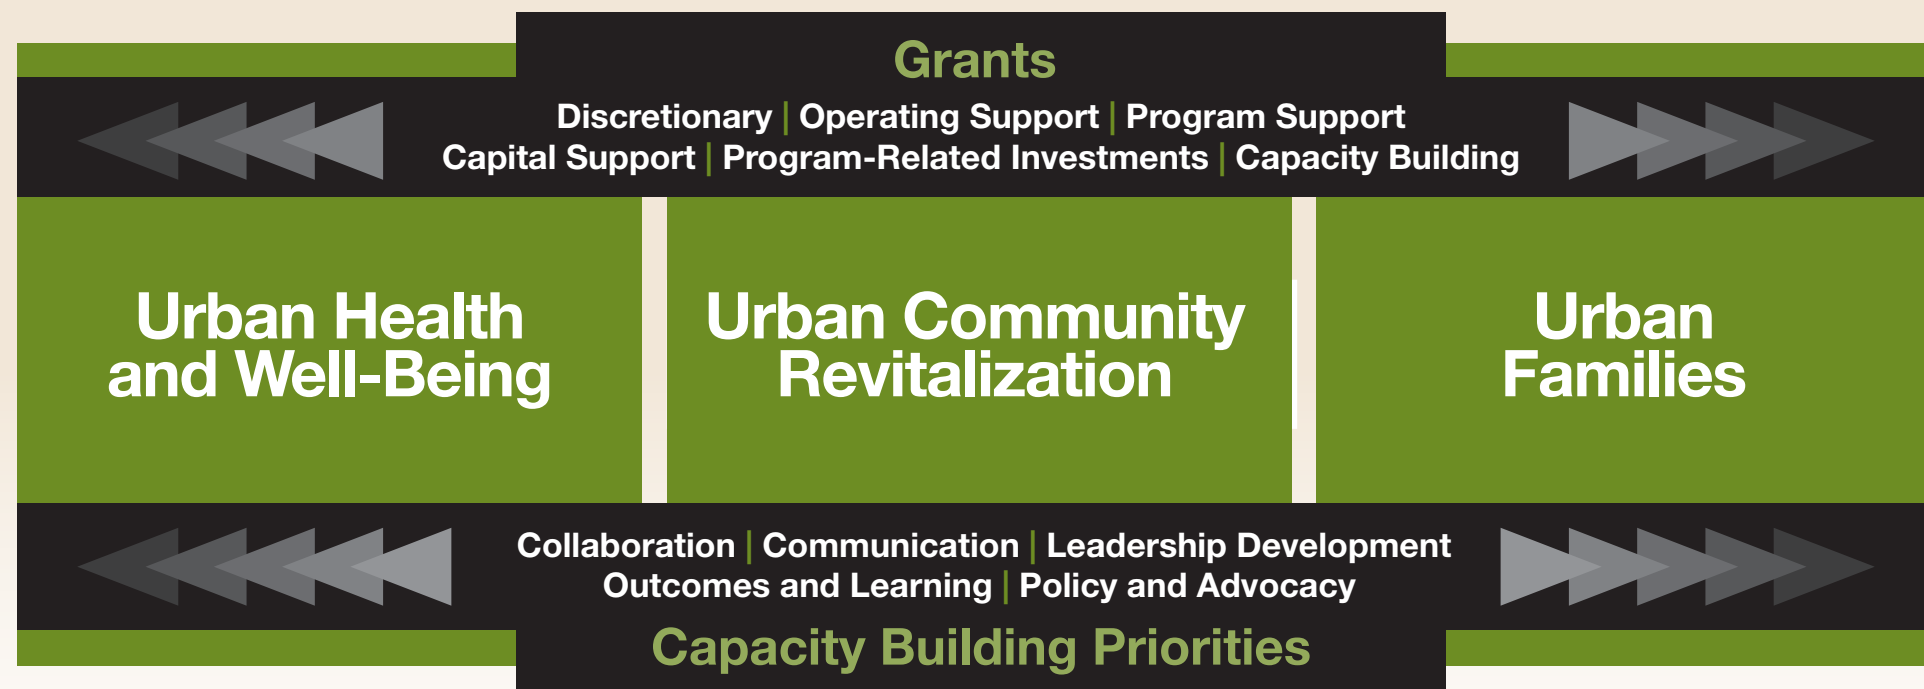 Grants
Discretionary | Operating Support | Program Support
Capital Support | Program-Related Investments | Capacity Building
Urban Health
and Well-Being
Urban Community
Revitalization
Urban
Families
Collaboration | Communication | Leadership Development
Outcomes and Learning | Policy and Advocacy
Capacity Building Priorities